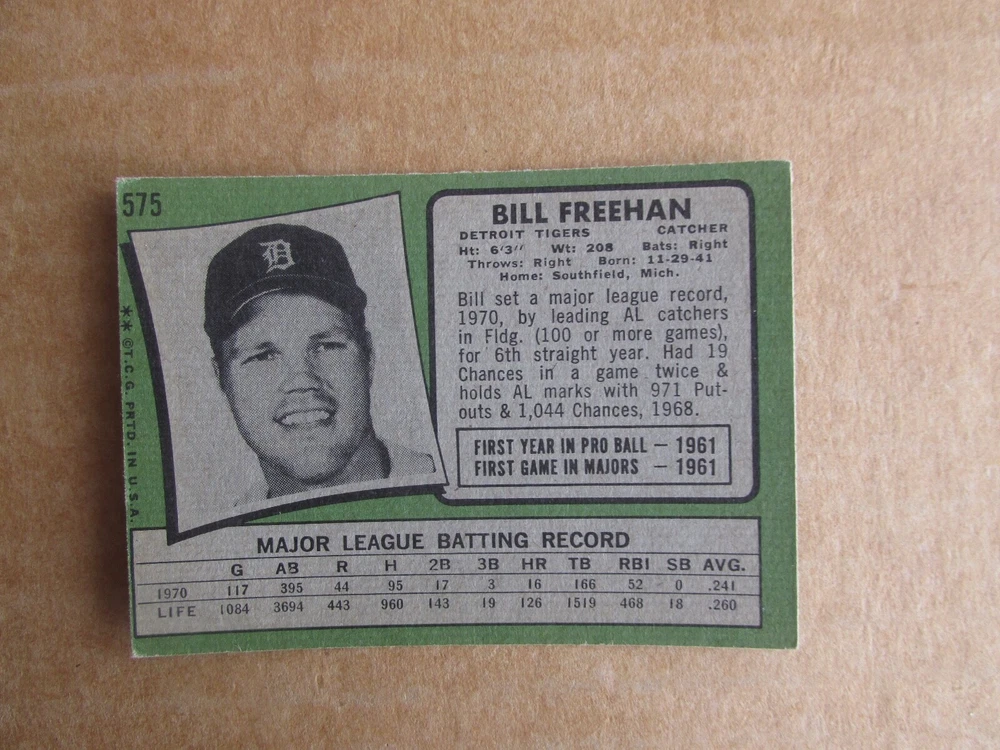 575
D
** ©T.C.G. PRTD. IN U.S.A.
BILL FREEHAN
DETROIT TIGERS CATCHER
Ht: 6'3" Wt: 208 Bats: Right
Throws: Right Born: 11-29-41
Home: Southfield, Mich.
Bill set a major league record,
1970, by leading AL catchers
in Fldg. (100 or more games),
for 6th straight year. Had 19
Chances in a game twice &
holds AL marks with 971 Put-
outs & 1,044 Chances, 1968.
FIRST YEAR IN PRO BALL — 1961
FIRST GAME IN MAJORS — 1961
MAJOR LEAGUE BATTING RECORD
G AB R H 2B 3B HR TB RBI SB AVG.
1970 117 395 44 95 17 3 16 166 52 0 .241
LIFE 1084 3694 443 960 143 19 126 1519 468 18 .260